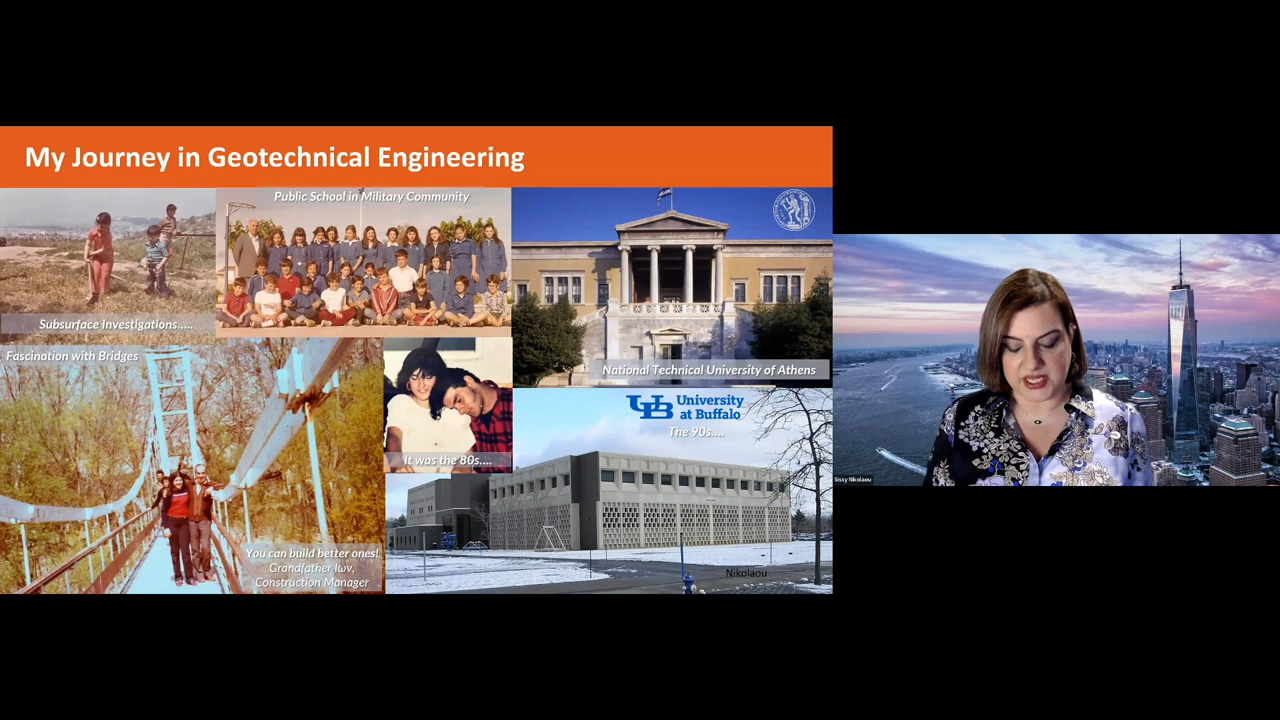 My Journey in Geotechnical Engineering
Public School in Military Community
Subsurface Investigations.....
National Technical University of Athens
Fascination with Bridges
It was the 80s....
University
at Buffalo
The 90s....
You can build better ones!
Grandfather Ιων,
Construction Manager
Nikolaou
Sissy Nikolaou